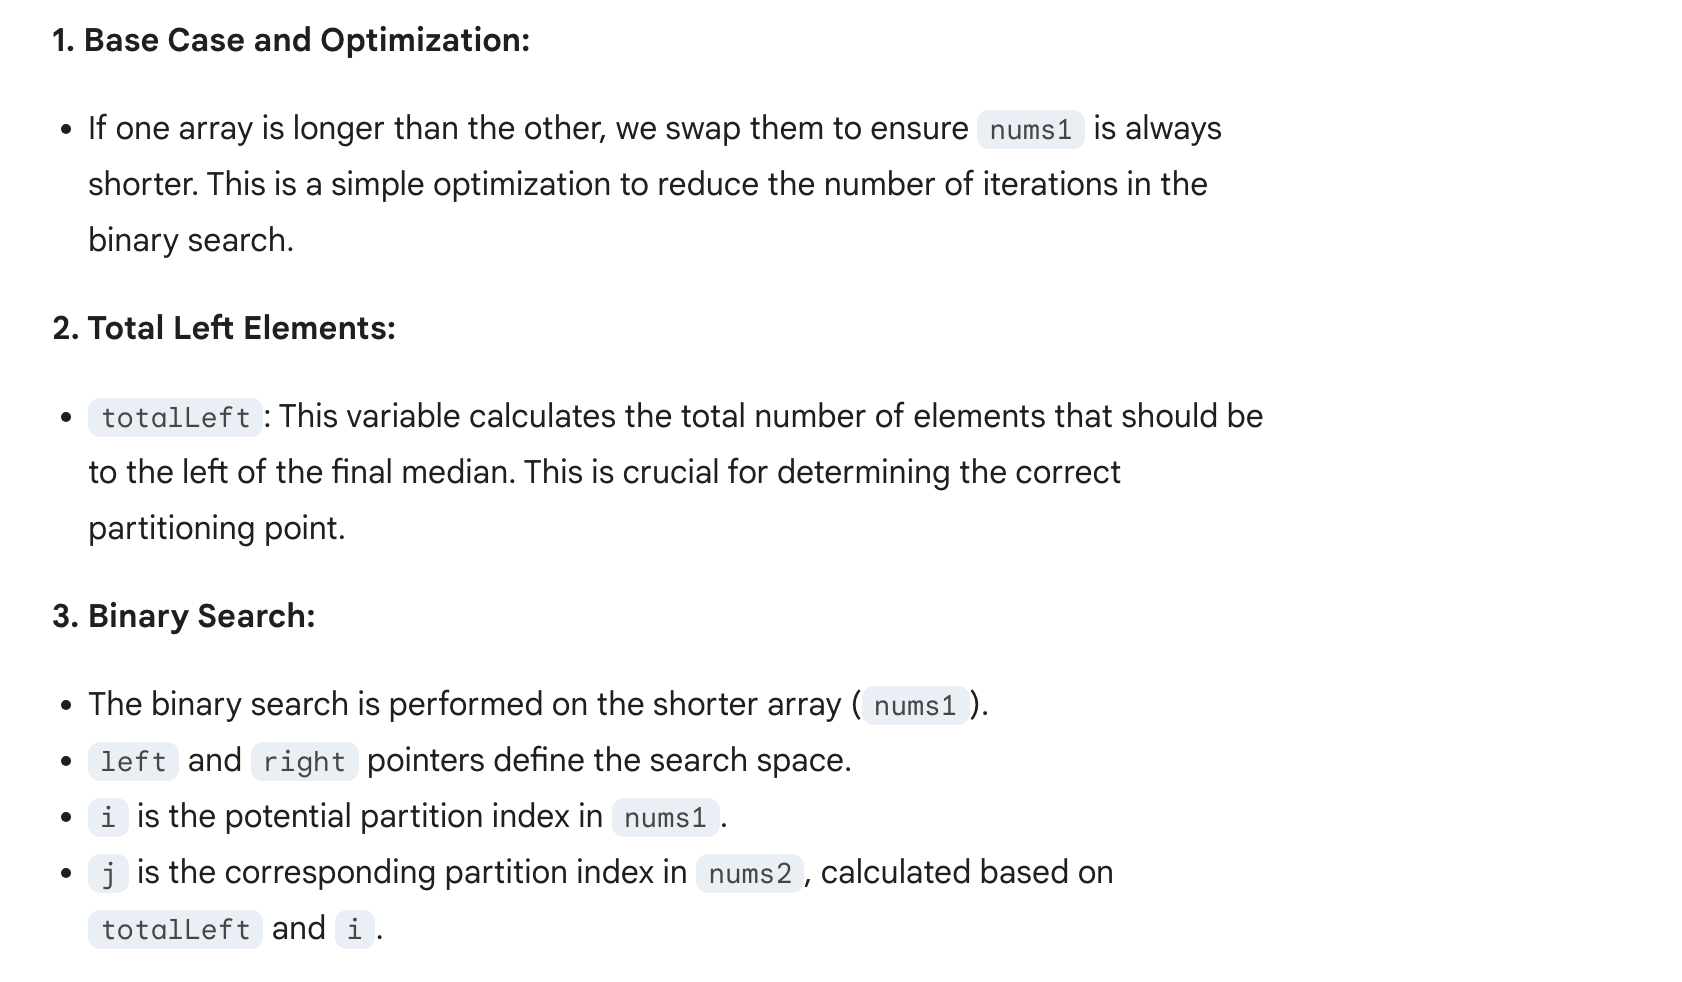 1. Base Case and Optimization:
• If one array is longer than the other, we swap them to ensure nums1 is always
shorter. This is a simple optimization to reduce the number of iterations in the
binary search.
2. Total Left Elements:
• totalLeft: This variable calculates the total number of elements that should be
to the left of the final median. This is crucial for determining the correct
partitioning point.
3. Binary Search:
• The binary search is performed on the shorter array (nums1).
• left and right pointers define the search space.
• i is the potential partition index in nums1.
• j is the corresponding partition index in nums2, calculated based on
totalLeft and i.